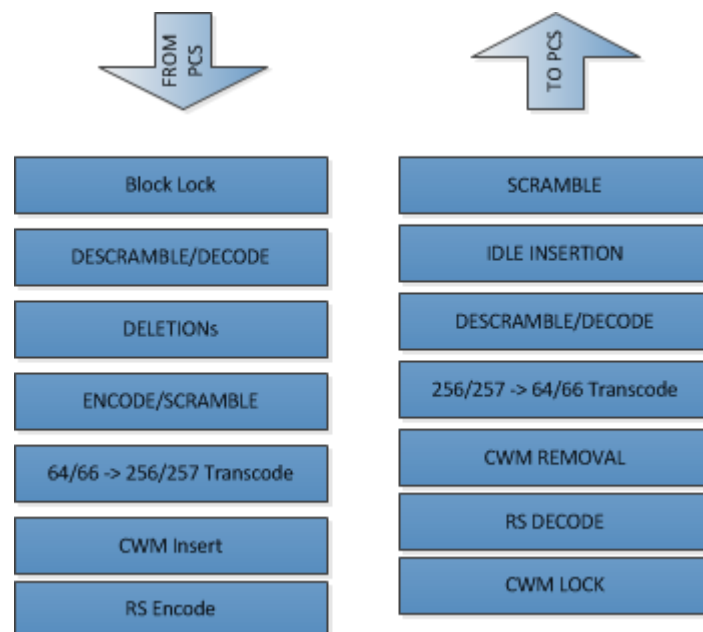 FROM
PCS
Block Lock
DESCRAMBLE/DECODE
DELETIONs
ENCODE/SCRAMBLE
64/66 -> 256/257 Transcode
CWM Insert
RS Encode
TO PCS
SCRAMBLE
IDLE INSERTION
DESCRAMBLE/DECODE
256/257 -> 64/66 Transcode
CWM REMOVAL
RS DECODE
CWM LOCK